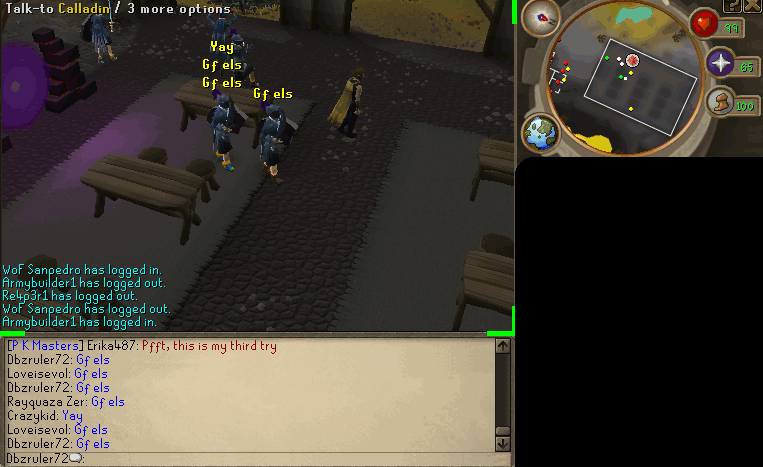 Talk-to Calladin / 3 more options
Yay
Gf els
Gf els
Gf els
99
65
100
WoF Sanpedro has logged in.
Armybuilder1 has logged out.
Re4p3r1 has logged out.
WoF Sanpedro has logged out.
Armybuilder1 has logged in.
[P K Masters] Erika487: Pfft, this is my third try
Dbzruler72: Gf els
Loveisevol: Gf els
Dbzruler72: Gf els
Rayquaza Zer: Gf els
Crazykid: Yay
Loveisevol: Gf els
Dbzruler72: Gf els
Dbzruler72: